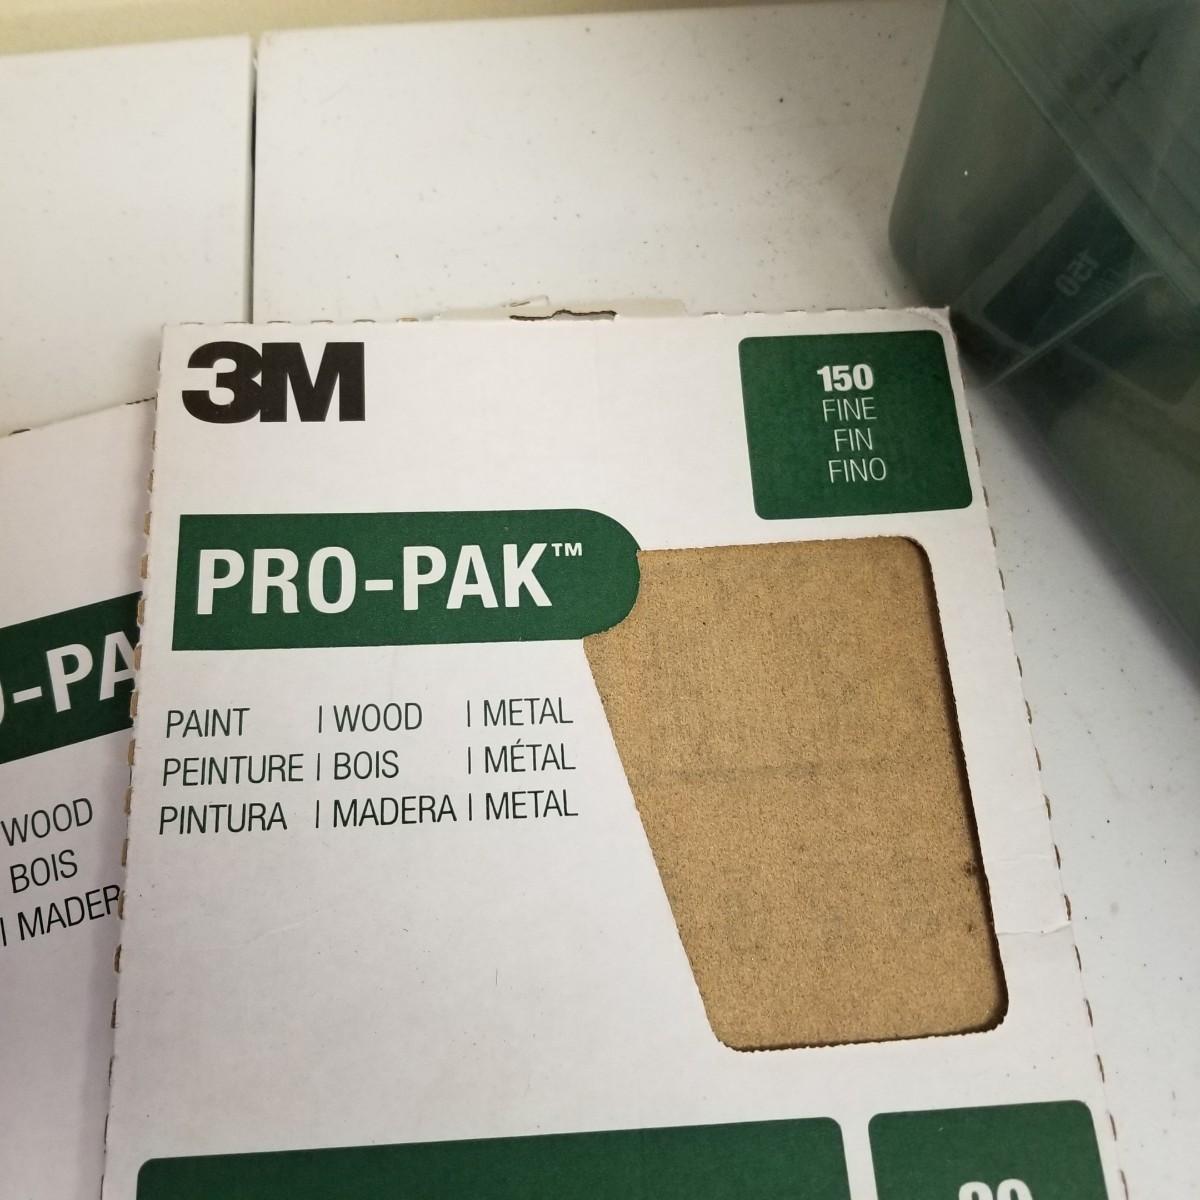 3M
150
FINE
FIN
FINO
PRO-PAK™
PAINT | WOOD | METAL
PEINTURE | BOIS | MÉTAL
PINTURA | MADERA | METAL
-PA
WOOD
BOIS
| MADER
150